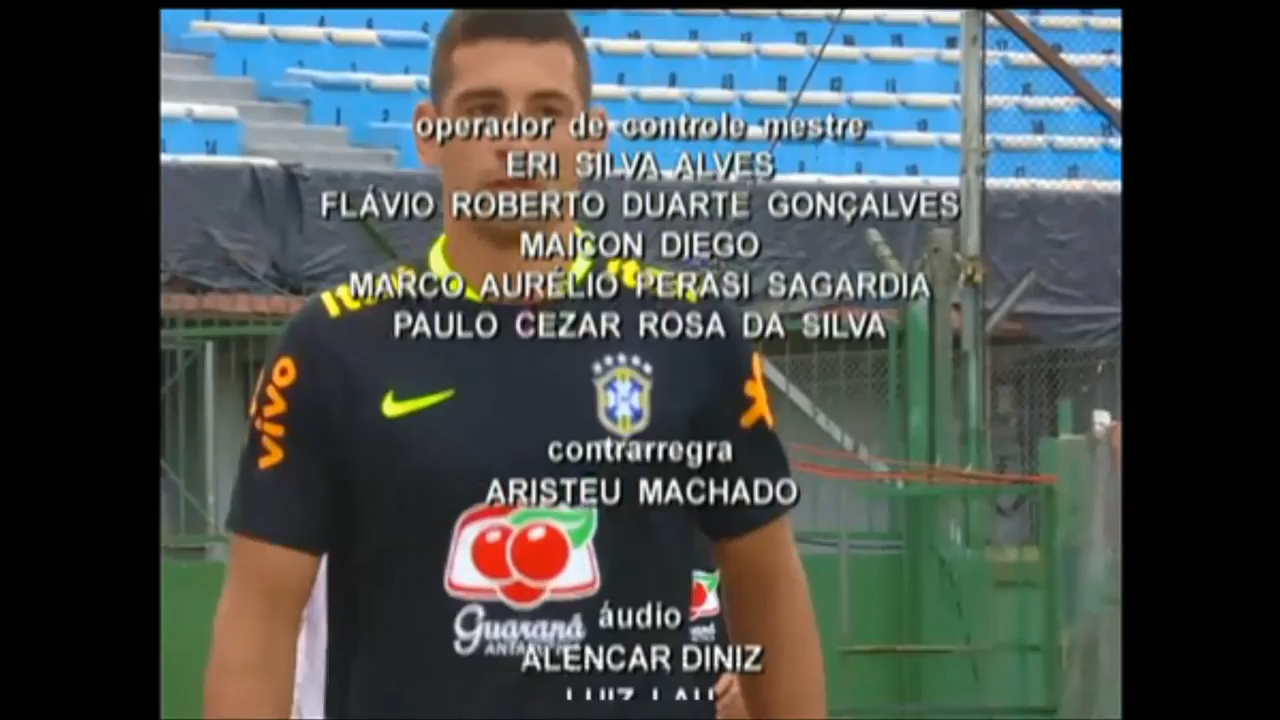 operador de controle mestre
ERI SILVA ALVES
FLÁVIO ROBERTO DUARTE GONÇALVES
MAICON DIEGO
MARCO AURÉLIO PERASI SAGARDIA
PAULO CEZAR ROSA DA SILVA
vivo
contrarregra
ARISTEU MACHADO
Guaraná
ANTARCTICA
áudio
ALENCAR DINIZ